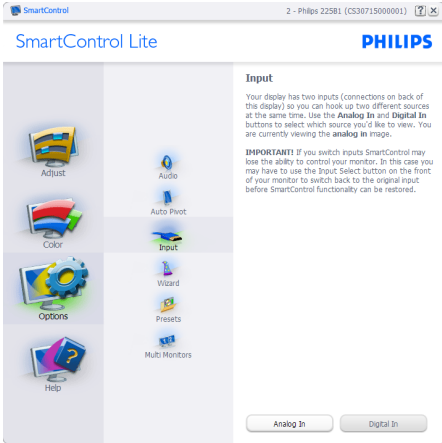 SmartControl
2 - Philips 225B1 (CS30715000001)
?
SmartControl Lite
PHILIPS
Adjust
Color
Options
Help
Audio
Auto Pivot
Input
Wizard
Presets
Multi Monitors
Input
Your display has two inputs (connections on back of
this display) so you can hook up two different sources
at the same time. Use the Analog In and Digital In
buttons to select which source you'd like to view. You
are currently viewing the analog in image.
IMPORTANT! If you switch inputs SmartControl may
lose the ability to control your monitor. In this case you
may have to use the Input Select button on the front
of your monitor to switch back to the original input
before SmartControl functionality can be restored.
Analog In
Digital In